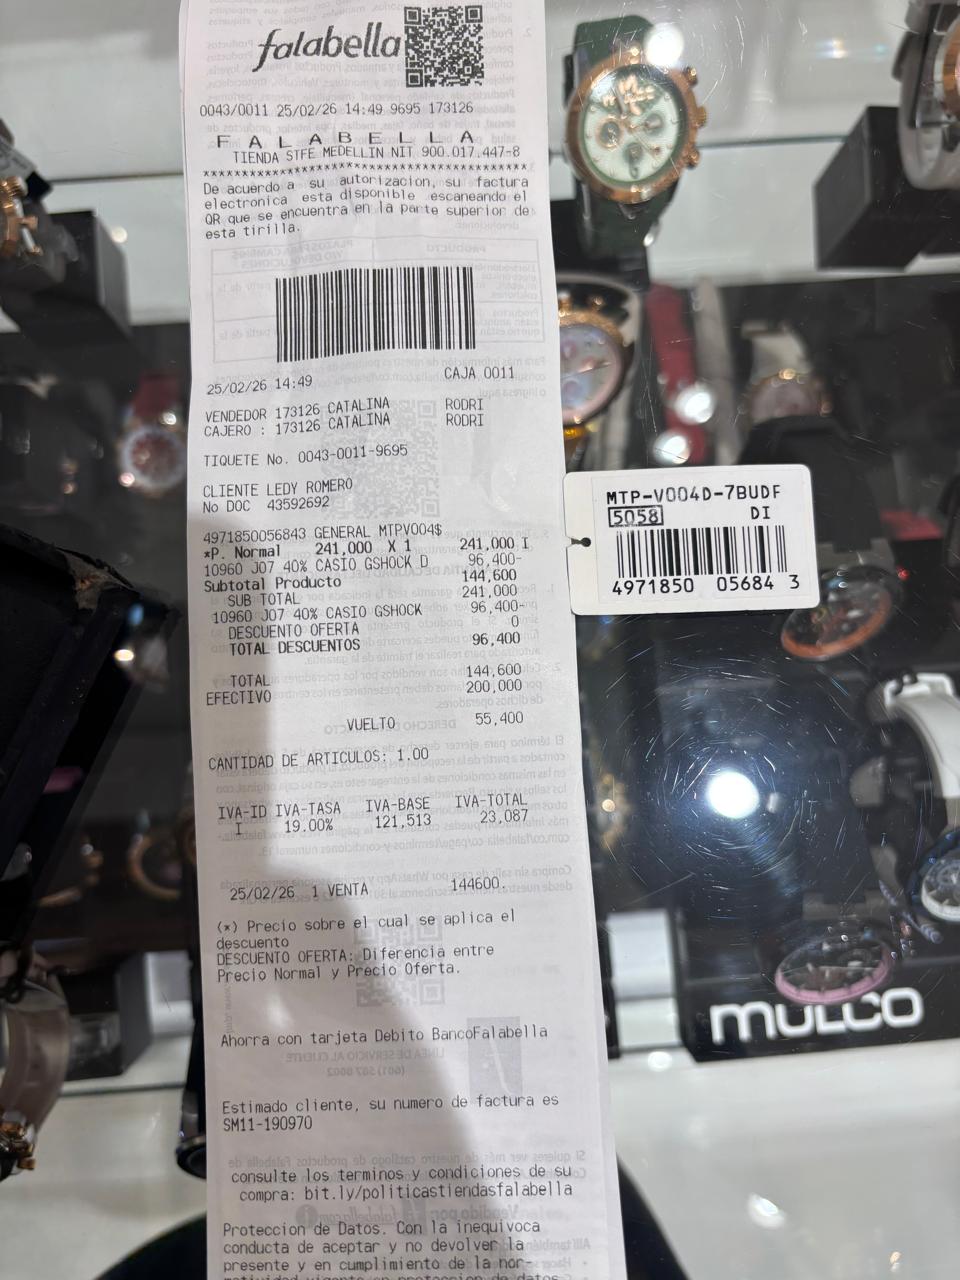 falabella
0043/0011 25/02/26 14:49 9695 173126
F A L A B E L L A
TIENDA STFE MEDELLIN NIT 900.017.447-8
****************************************
De acuerdo a su autorizacion, su factura
electronica esta disponible escaneando el
QR que se encuentra en la parte superior de
esta tirilla.
25/02/26 14:49 CAJA 0011
VENDEDOR 173126 CATALINA RODRI
CAJERO : 173126 CATALINA RODRI
TIQUETE No. 0043-0011-9695
CLIENTE LEDY ROMERO
No DOC 43592692
4971850056843 GENERAL MTPV004$
*P. Normal 241,000 X 1 241,000 I
10960 J07 40% CASIO GSHOCK D 96,400-
Subtotal Producto 144,600
SUB TOTAL 241,000
10960 J07 40% CASIO GSHOCK 96,400-
DESCUENTO OFERTA 0
TOTAL DESCUENTOS 96,400
TOTAL 144,600
EFECTIVO 200,000
VUELTO 55,400
CANTIDAD DE ARTICULOS: 1.00
IVA-ID IVA-TASA IVA-BASE IVA-TOTAL
I 19.00% 121,513 23,087
25/02/26 1 VENTA 144600.
(*) Precio sobre el cual se aplica el
descuento
DESCUENTO OFERTA: Diferencia entre
Precio Normal y Precio Oferta.
Ahorra con tarjeta Debito BancoFalabella
Estimado cliente, su numero de factura es
SM11-190970
consulte los terminos y condiciones de su
compra: bit.ly/politicastiendasfalabella
Proteccion de Datos. Con la inequivoca
conducta de aceptar y no devolver la
presente y en cumplimiento de la nor-
MTP-V004D-7BUDF
5058 DI
4971850 05684 3
MULCO